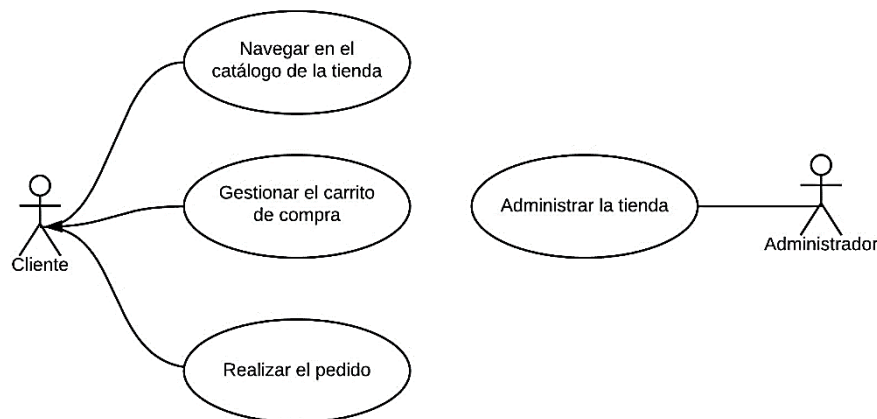 Navegar en el
catálogo de la tienda
Gestionar el carrito
de compra
Administrar la tienda
Cliente
Administrador
Realizar el pedido